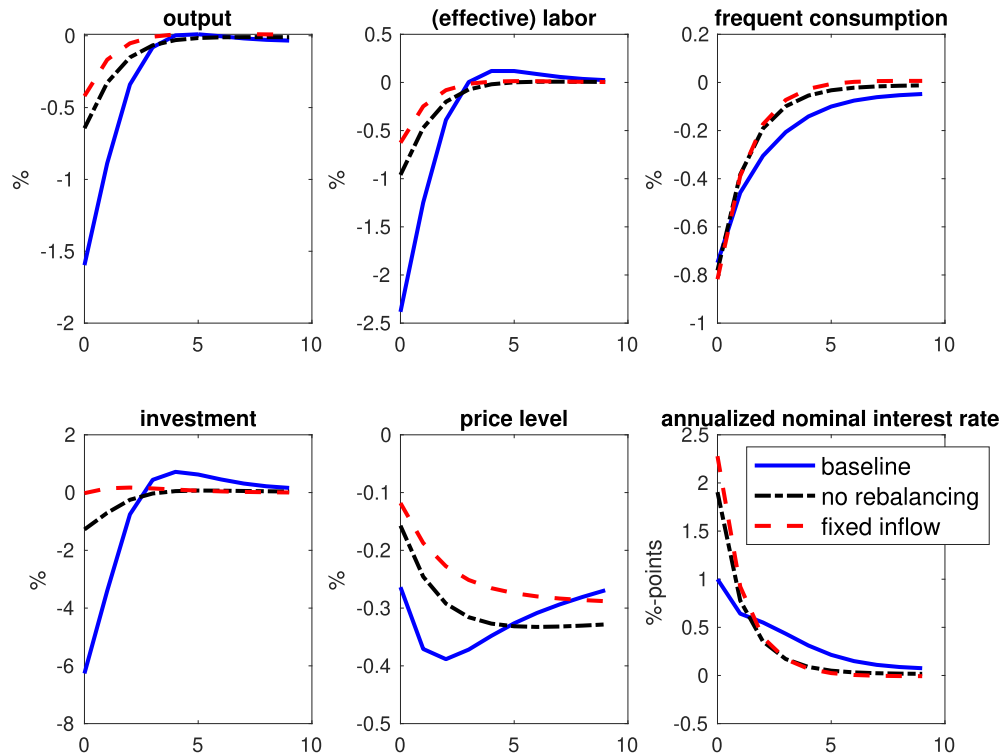 output
(effective) labor
frequent consumption
0
-0.5
-1
-1.5
-2
%
0 5 10
0.5
0
-0.5
-1
-1.5
-2
-2.5
%
0 5 10
0.2
0
-0.2
-0.4
-0.6
-0.8
-1
%
0 5 10
investment
price level
annualized nominal interest rate
2
0
-2
-4
-6
-8
%
0 5 10
0
-0.1
-0.2
-0.3
-0.4
-0.5
%
0 5 10
2.5
2
1.5
1
0.5
0
-0.5
%-points
baseline
no rebalancing
fixed inflow
0 5 10